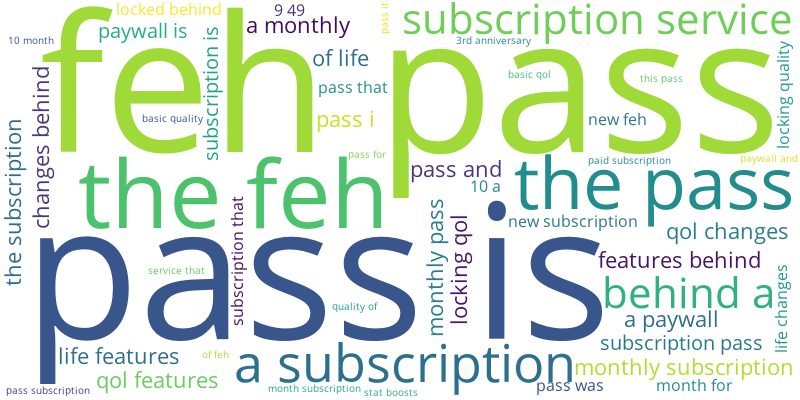 locked behind
9 49
pass it
subscription service
paywall is
a monthly
10 month
feh pass
subscription is
of life
3rd anniversary
locking quality
basic qol
this pass
pass that
changes behind
basic quality
pass i
new feh
the subscription
pass for
paid subscription
paywall and
the feh
pass and
the pass
10 a
subscription that
monthly pass
locking qol
new subscription
qol changes
pass is
features behind
service that
life changes
behind a
quality of
a paywall
subscription pass
life features
of feh
a subscription
monthly subscription
qol features
pass subscription
month subscription
stat boosts
pass was
month for